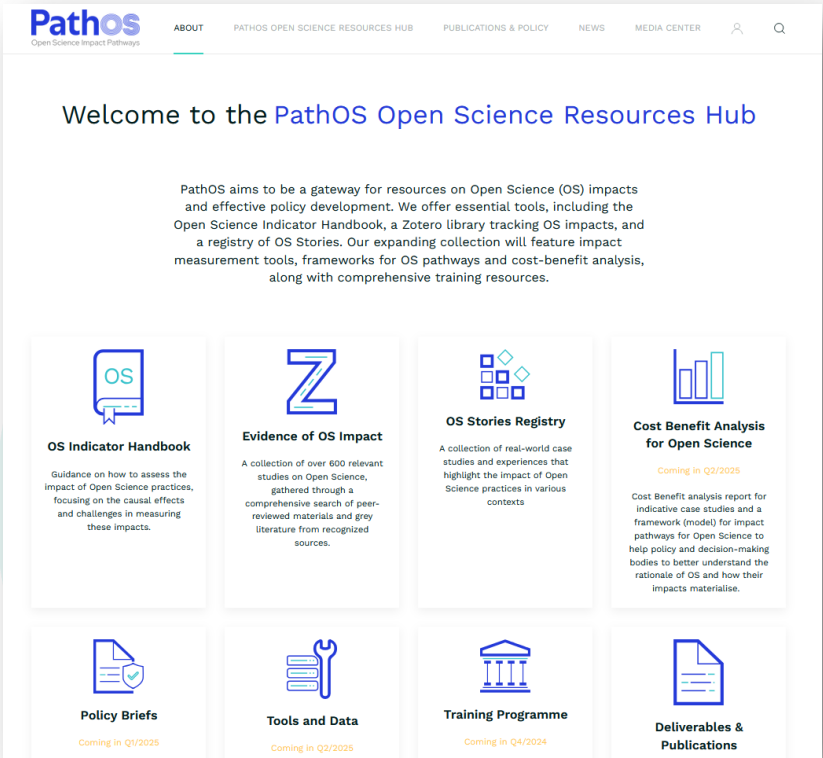 PathOS
Open Science Impact Pathways
ABOUT
PATHOS OPEN SCIENCE RESOURCES HUB
PUBLICATIONS & POLICY
NEWS
MEDIA CENTER
Welcome to the PathOS Open Science Resources Hub
PathOS aims to be a gateway for resources on Open Science (OS) impacts
and effective policy development. We offer essential tools, including the
Open Science Indicator Handbook, a Zotero library tracking OS impacts, and
a registry of OS Stories. Our expanding collection will feature impact
measurement tools, frameworks for OS pathways and cost-benefit analysis,
along with comprehensive training resources.
OS
OS Indicator Handbook
Guidance on how to assess the
impact of Open Science practices,
focusing on the causal effects
and challenges in measuring
these impacts.
Z
Evidence of OS Impact
A collection of over 600 relevant
studies on Open Science,
gathered through a
comprehensive search of peer-
reviewed materials and grey
literature from recognized
sources.
OS Stories Registry
A collection of real-world case
studies and experiences that
highlight the impact of Open
Science practices in various
contexts
Cost Benefit Analysis
for Open Science
Coming in Q2/2025
Cost Benefit analysis report for
indicative case studies and a
framework (model) for impact
pathways for Open Science to
help policy and decision-making
bodies to better understand the
rationale of OS and how their
impacts materialise.
Policy Briefs
Coming in Q1/2025
Tools and Data
Coming in Q2/2025
Training Programme
Coming in Q4/2024
Deliverables &
Publications